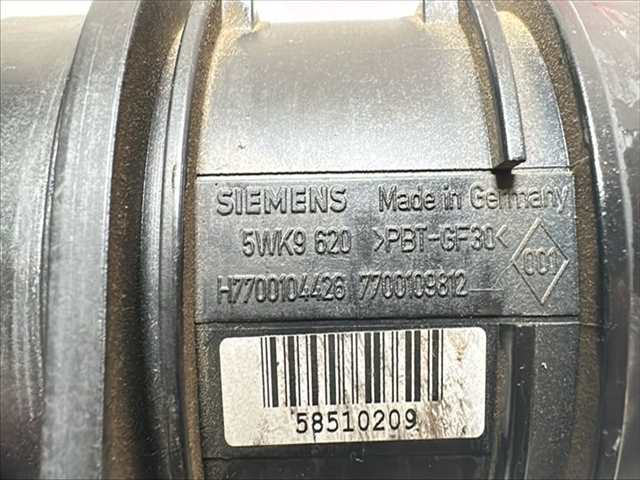 SIEMENS Made in Germany
5WK9 620 >PBT-GF30<
001
H7700104426 7700109812
58510209